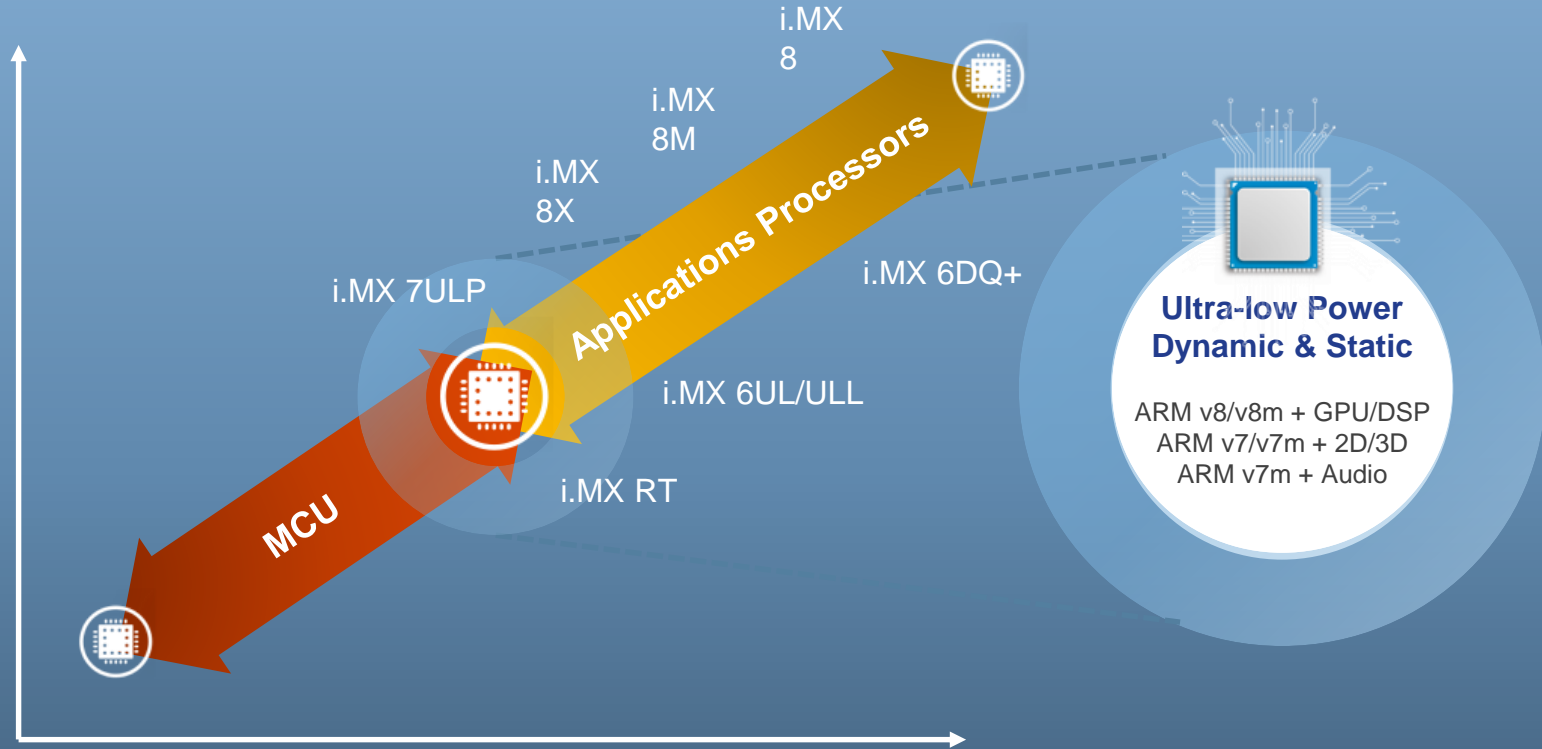 i.MX
8
i.MX
8M
i.MX
8X
i.MX 7ULP
Applications Processors
i.MX 6DQ+
i.MX 6UL/ULL
i.MX RT
MCU
Ultra-low Power
Dynamic & Static
ARM v8/v8m + GPU/DSP
ARM v7/v7m + 2D/3D
ARM v7m + Audio